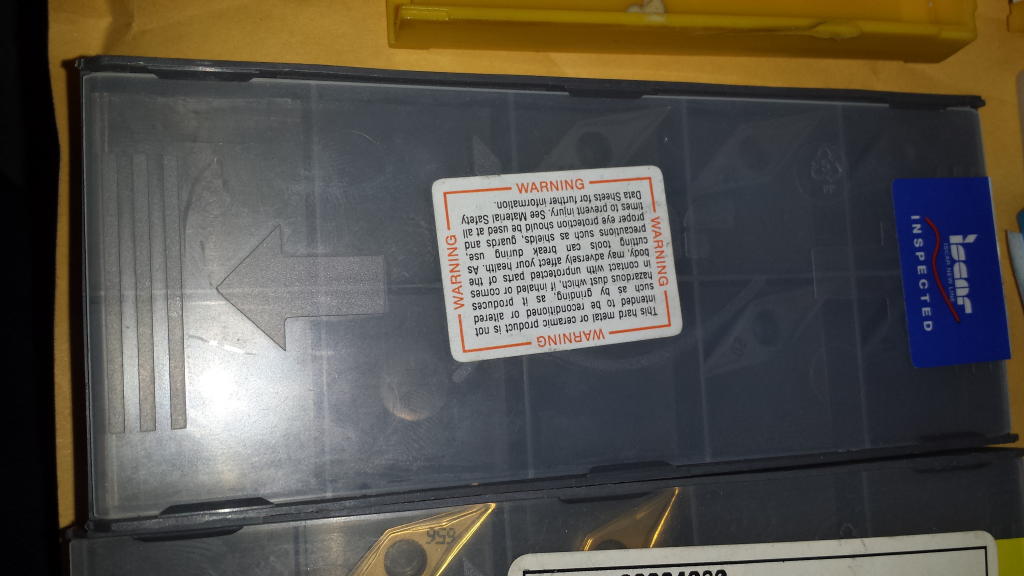 WARNING
WARNING
WARNING
WARNING
This hard metal or ceramic product is not
intended to be reconditioned or altered
such as by grinding, as it produces
hazardous dust which, if inhaled or comes
in contact with unprotected parts of the
body, may adversely affect your health. As
cutting tools can break during use,
precautions such as shields, guards and
proper eye protection should be used at all
times to prevent injury. See Material Safety
Data Sheets for further information.
iscar
INSPECTED
656